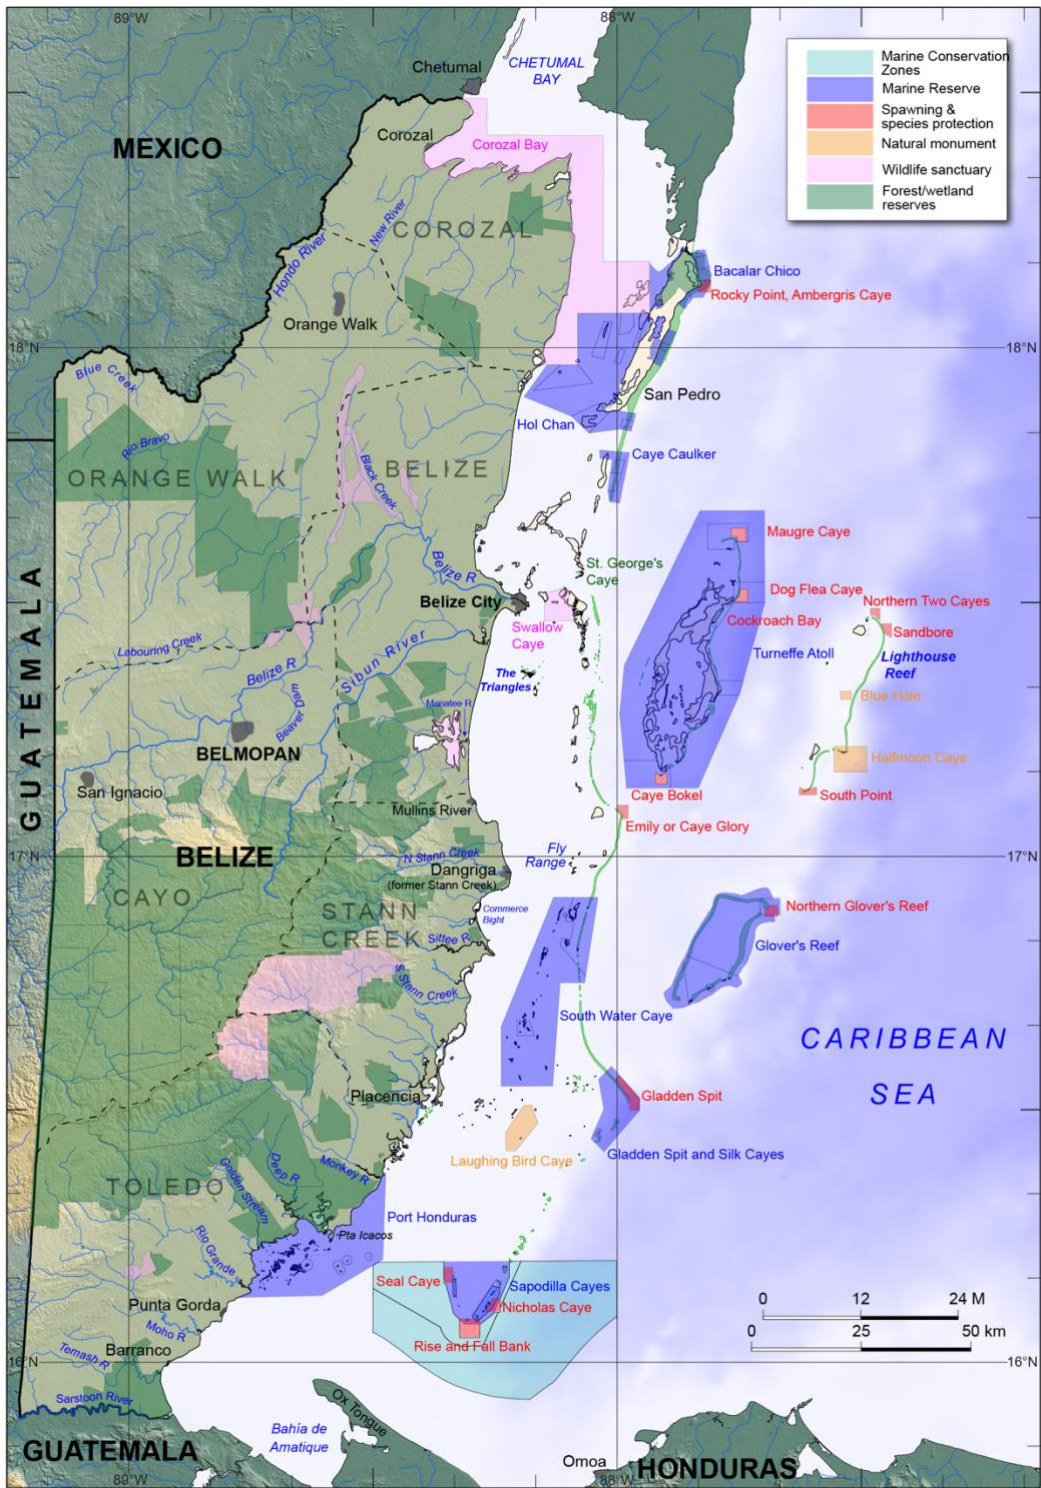 89°W
88°W
Chetumal
CHETUMAL
BAY
Marine Conservation
Zones
Marine Reserve
Spawning &
species protection
Natural monument
Wildlife sanctuary
Forest/wetland
reserves
MEXICO
Corozal
Corozal Bay
New River
COROZAL
Hondo River
Bacalar Chico
Rocky Point, Ambergris Caye
Orange Walk
18°N
18°N
Blue Creek
San Pedro
Hol Chan
Rio Bravo
Caye Caulker
ORANGE WALK
BELIZE
Black Creek
Maugre Caye
Belize R
St. George's
Caye
Dog Flea Caye
Northern Two Cayes
Belize City
Cockroach Bay
Sandbore
Swallow
Caye
Labouring Creek
Sibun River
Turneffe Atoll
Lighthouse
Reef
Belize R
The
Triangles
Beaver Dam
Manatee R
Blue Hole
BELMOPAN
Halfmoon Caye
GUATEMALA
San Ignacio
Mullins River
Caye Bokel
South Point
Emily or Caye Glory
BELIZE
N Stann Creek
Fly
Range
17°N
Dangriga
(former Stann Creek)
CAYO
STANN
CREEK
Commerce
Bight
Northern Glover's Reef
Sittee R
Glover's Reef
S Stann Creek
South Water Caye
CARIBBEAN
SEA
Placencia
Gladden Spit
Laughing Bird Caye
Gladden Spit and Silk Cayes
TOLEDO
Golden Stream
Deep R
Monkey R
Port Honduras
Pta Icacos
Rio Grande
Seal Caye
Sapodilla Cayes
Nicholas Caye
Punta Gorda
Moho R
Rise and Fall Bank
0 12 24 M
0 25 50 km
Barranco
Temash R
16°N
16°N
Sarstoon River
Ox Tongue
Bahía de
Amatique
GUATEMALA
Omoa
HONDURAS
89°W
88°W